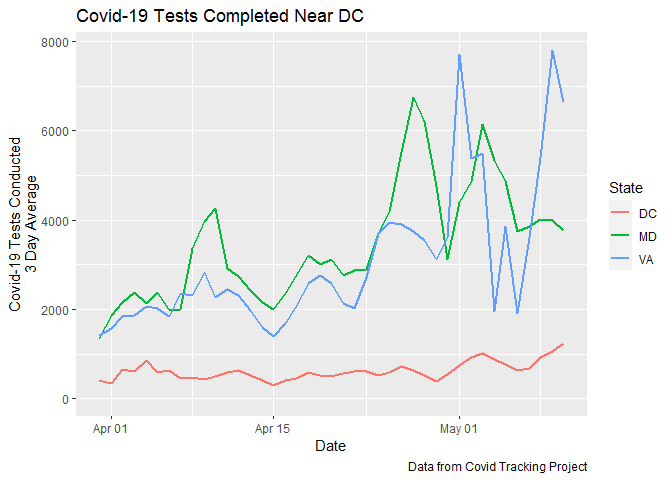 Covid-19 Tests Completed Near DC
Covid-19 Tests Conducted
3 Day Average
8000
6000
4000
2000
0
Apr 01
Apr 15
May 01
Date
State
DC
MD
VA
Data from Covid Tracking Project